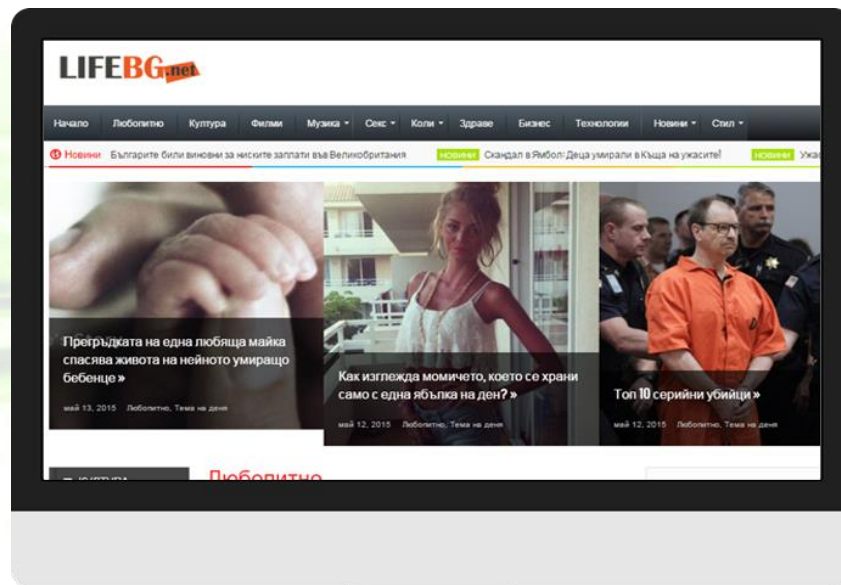 LIFEBG.net
Начало Любопитно Култура Филми Музика Секс Коли Здраве Бизнес Технологии Новини Стил
Новини Българите били виновни за ниските заплати във Великобритания НОВИНИ Скандал в Ямбол: Деца умирали в Къща на ужасите! НОВИНИ
Прегръдката на една любяща майка
спасява живота на нейното умиращо
бебенце »
май 13, 2015 Любопитно, Тема на деня
Как изглежда момичето, което се храни
само с една ябълка на ден? »
май 12, 2015 Любопитно, Тема на деня
Топ 10 серийни убийци »
май 12, 2015 Любопитно, Тема на деня
Любопитно